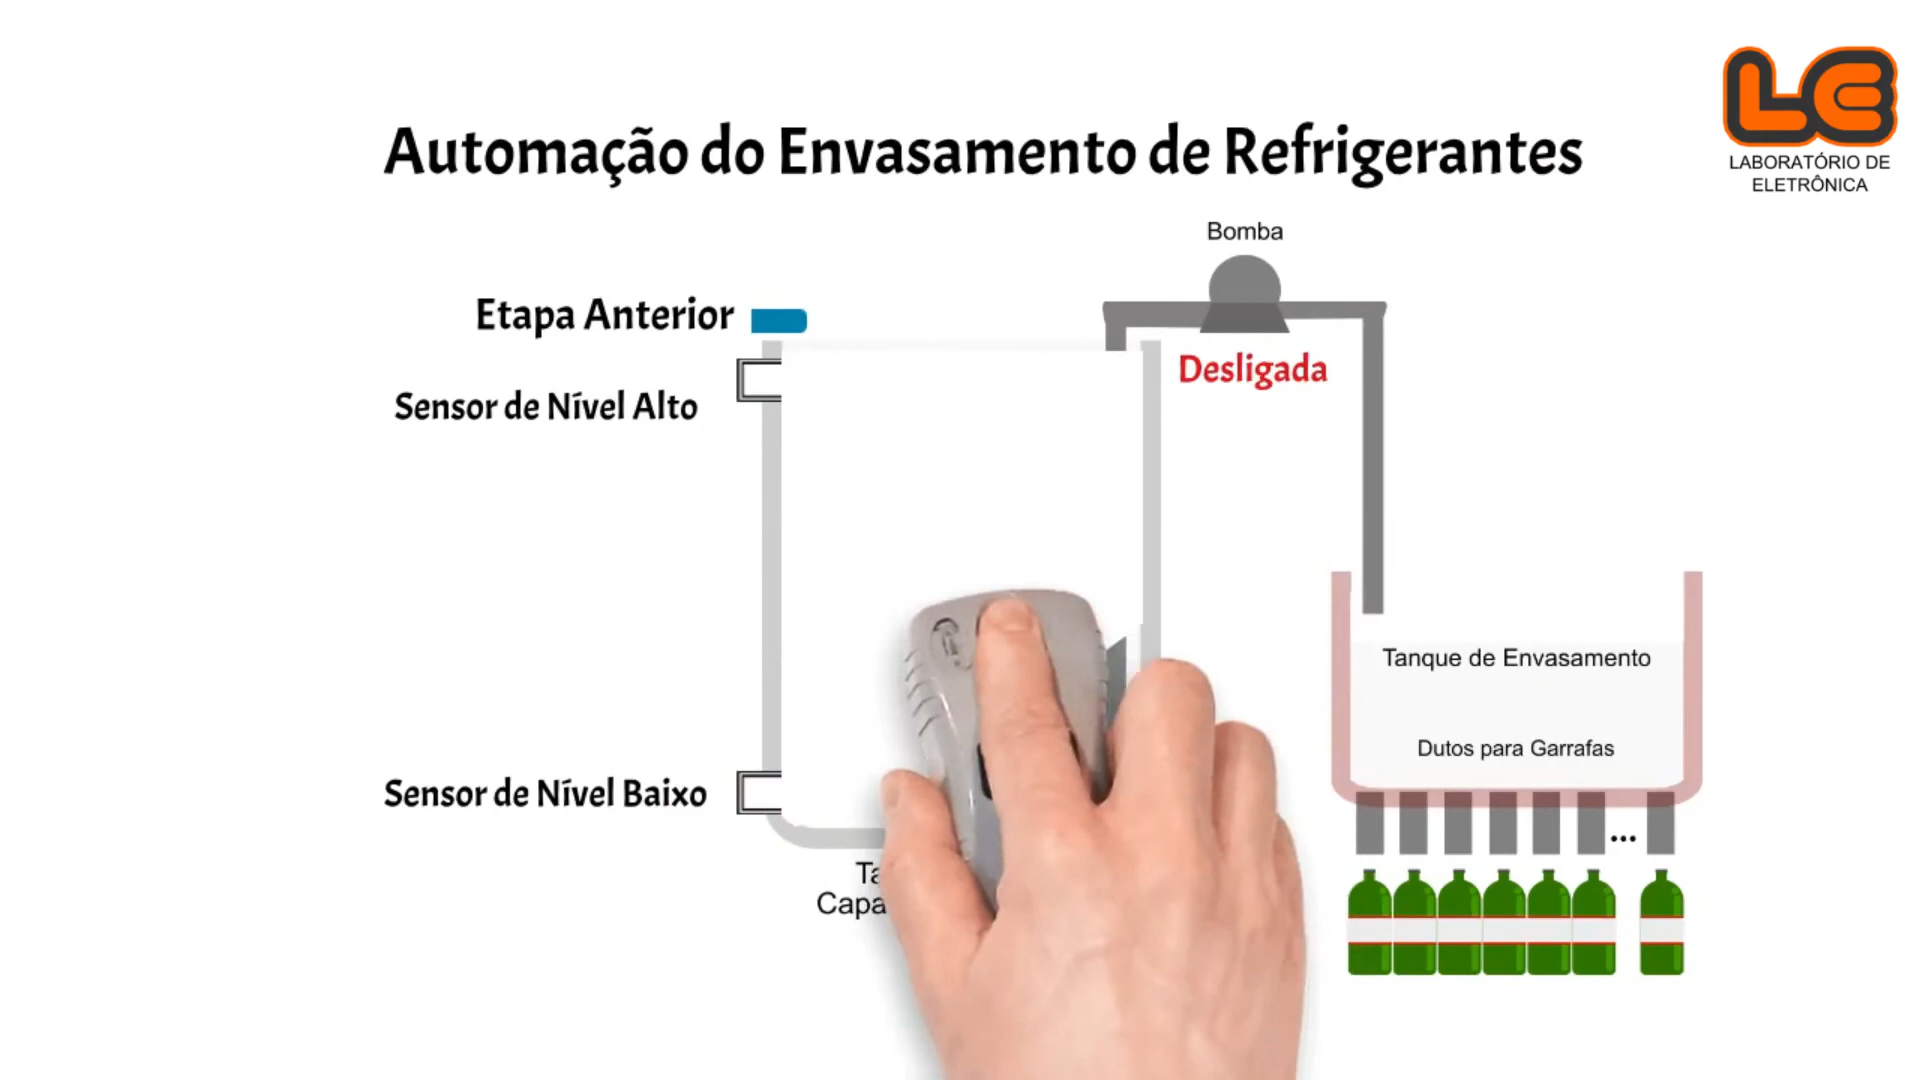 LE
LABORATÓRIO DE
ELETRÔNICA
Automação do Envasamento de Refrigerantes
Bomba
Etapa Anterior
Desligada
Sensor de Nível Alto
Tanque de Envasamento
Dutos para Garrafas
Sensor de Nível Baixo
...